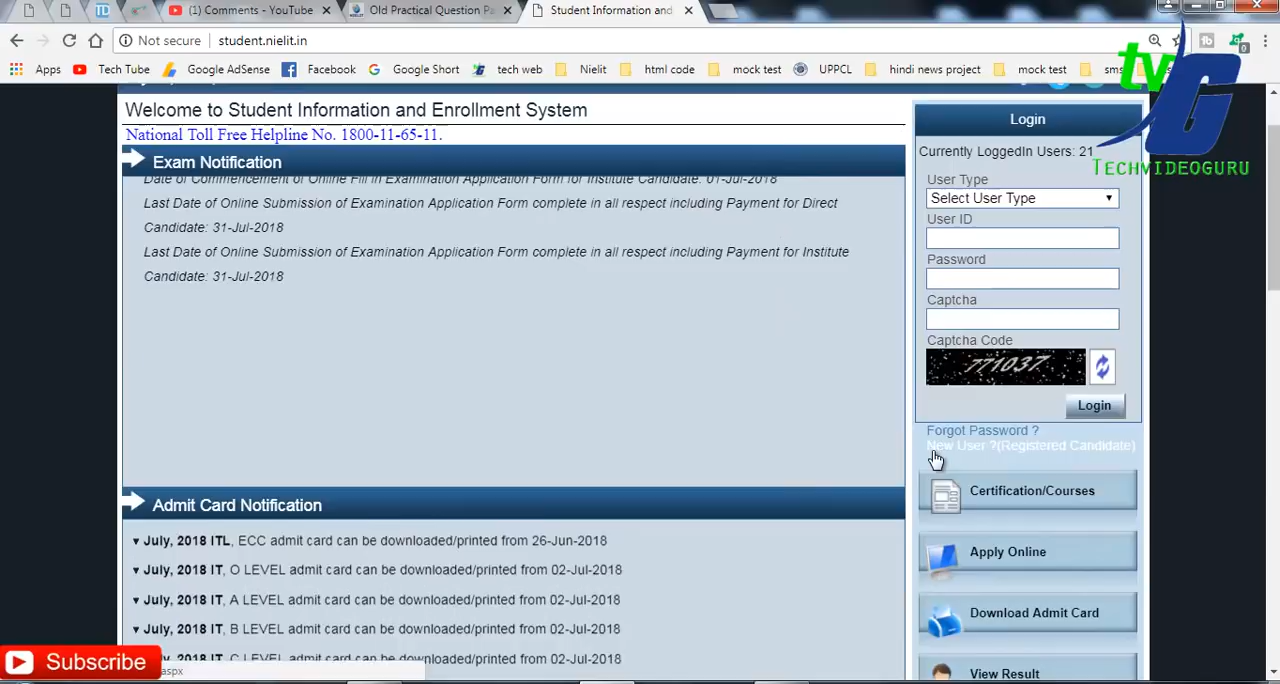 (1) Comments - YouTube
Old Practical Question Pa
Student Information and
Not secure
student.nielit.in
Apps
Tech Tube
Google AdSense
Facebook
Google Short
tech web
Nielit
html code
mock test
UPPCL
hindi news project
mock test
sms
tvG
TECHVIDEOGURU
Welcome to Student Information and Enrollment System
National Toll Free Helpline No. 1800-11-65-11.
Exam Notification
Date of Commencement of Online Fill in Examination Application Form for Institute Candidate: 01-Jul-2018
Last Date of Online Submission of Examination Application Form complete in all respect including Payment for Direct
Candidate: 31-Jul-2018
Last Date of Online Submission of Examination Application Form complete in all respect including Payment for Institute
Candidate: 31-Jul-2018
Admit Card Notification
July, 2018 ITL, ECC admit card can be downloaded/printed from 26-Jun-2018
July, 2018 IT, O LEVEL admit card can be downloaded/printed from 02-Jul-2018
July, 2018 IT, A LEVEL admit card can be downloaded/printed from 02-Jul-2018
July, 2018 IT, B LEVEL admit card can be downloaded/printed from 02-Jul-2018
July, 2018 IT, C LEVEL admit card can be downloaded/printed from 02-Jul-2018
Login
Currently LoggedIn Users: 21
User Type
Select User Type
User ID
Password
Captcha
Captcha Code
771037
Login
Forgot Password ?
New User ?(Registered Candidate)
Certification/Courses
Apply Online
Download Admit Card
View Result
Subscribe
aspx